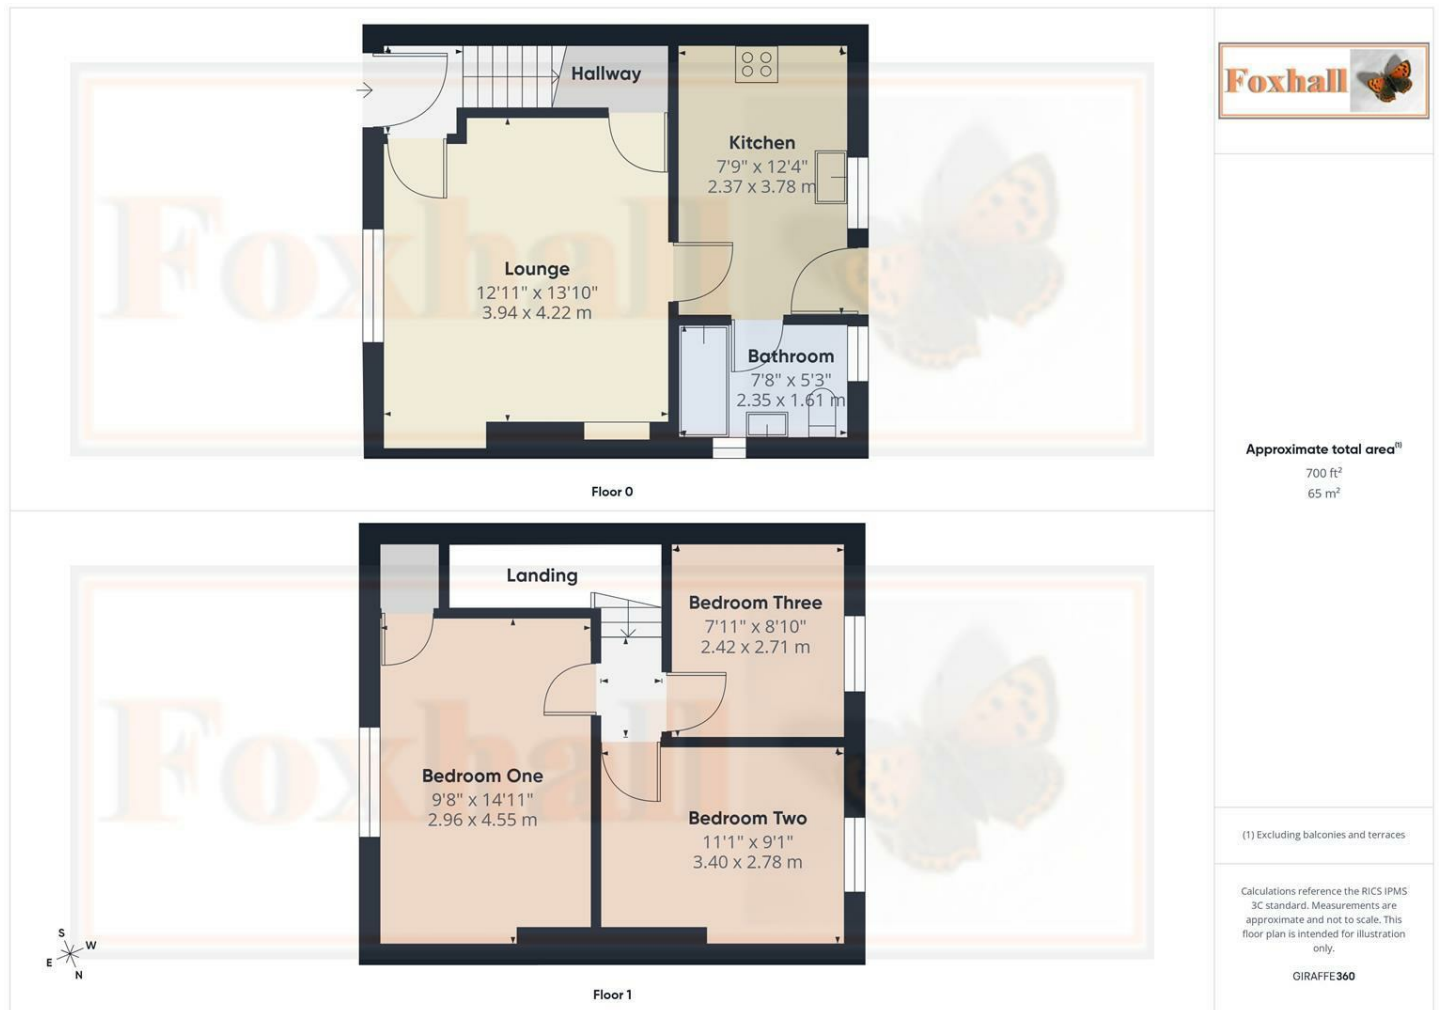 Hallway
Kitchen
7'9" x 12'4"
2.37 x 3.78 m
Lounge
12'11" x 13'10"
3.94 x 4.22 m
Bathroom
7'8" x 5'3"
2.35 x 1.61 m
Foxhall
Floor 0
Landing
Bedroom Three
7'11" x 8'10"
2.42 x 2.71 m
Bedroom One
9'8" x 14'11"
2.96 x 4.55 m
Bedroom Two
11'1" x 9'1"
3.40 x 2.78 m
Foxhall
S
W
E
N
Floor 1
Foxhall
Approximate total area(1)
700 ft²
65 m²
(1) Excluding balconies and terraces
Calculations reference the RICS IPMS
3C standard. Measurements are
approximate and not to scale. This
floor plan is intended for illustration
only.
GIRAFFE360